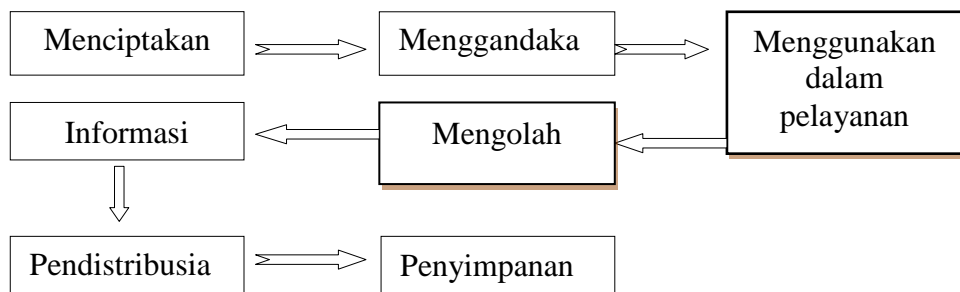 Menciptakan
Menggandaka
Menggunakan
dalam
pelayanan
Mengolah
Informasi
Pendistribusia
Penyimpanan